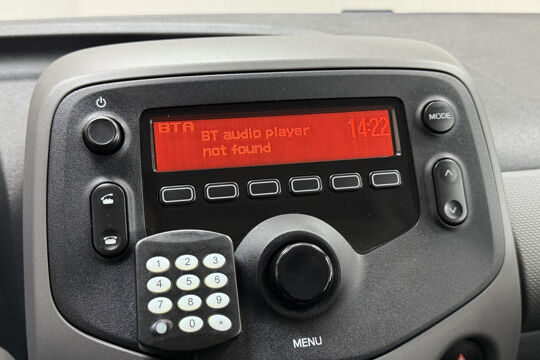 BTA
BT audio player
14:22
not found
MODE
1 2 3
4 5 6
7 8 9
0
MENU